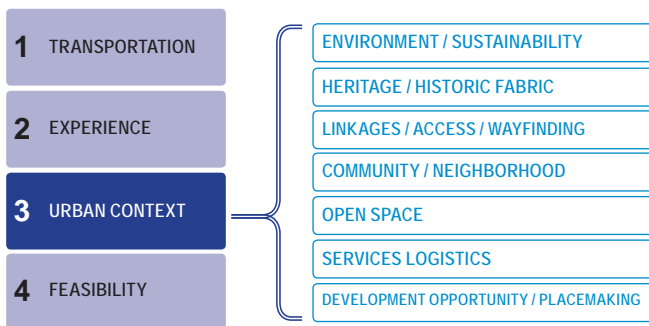 1 TRANSPORTATION
2 EXPERIENCE
3 URBAN CONTEXT
4 FEASIBILITY
ENVIRONMENT / SUSTAINABILITY
HERITAGE / HISTORIC FABRIC
LINKAGES / ACCESS / WAYFINDING
COMMUNITY / NEIGHBORHOOD
OPEN SPACE
SERVICES LOGISTICS
DEVELOPMENT OPPORTUNITY / PLACEMAKING